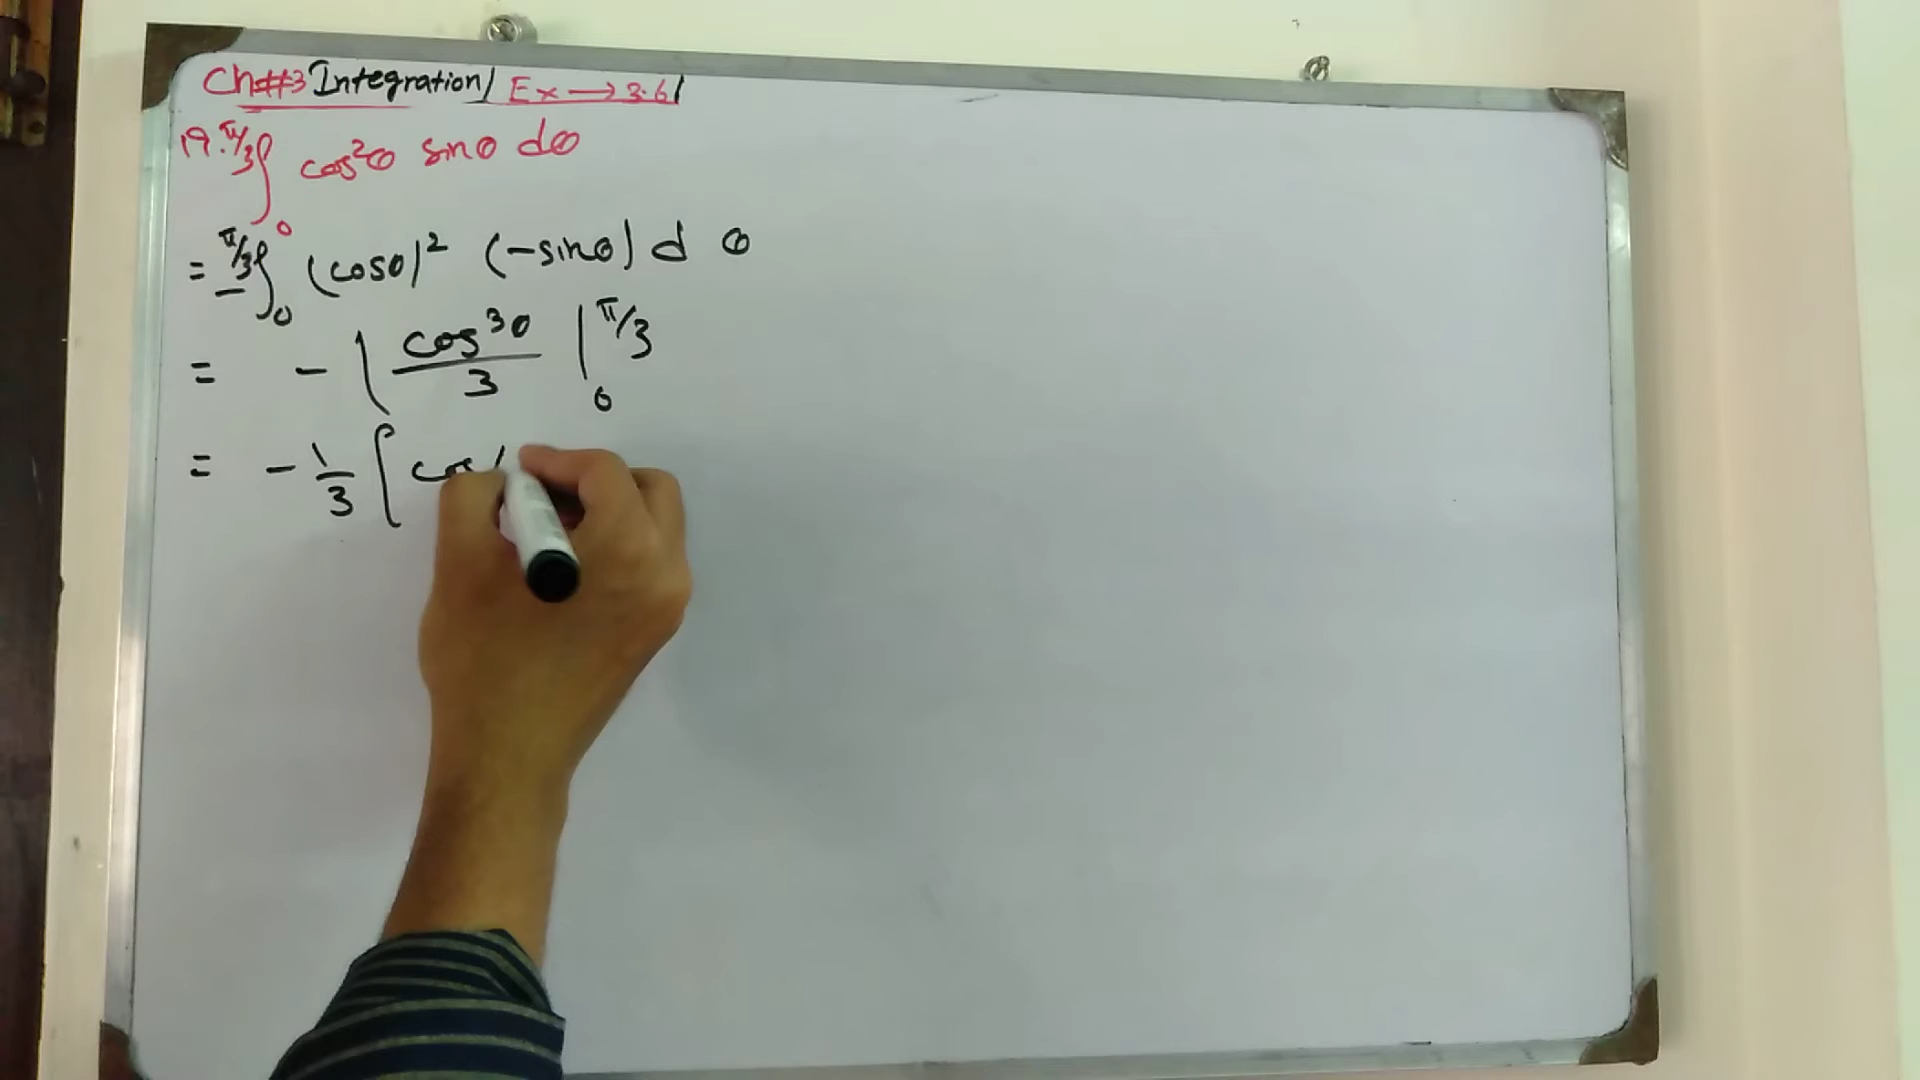 Ch#3 Integration/ Ex → 3.6/
19. π/3 ∫ 0 cos²θ sinθ dθ
= - π/3 ∫ 0 (cosθ)² (-sinθ) d θ
= - | cos³θ / 3 | π/3 0
= - 1/3 [ cos